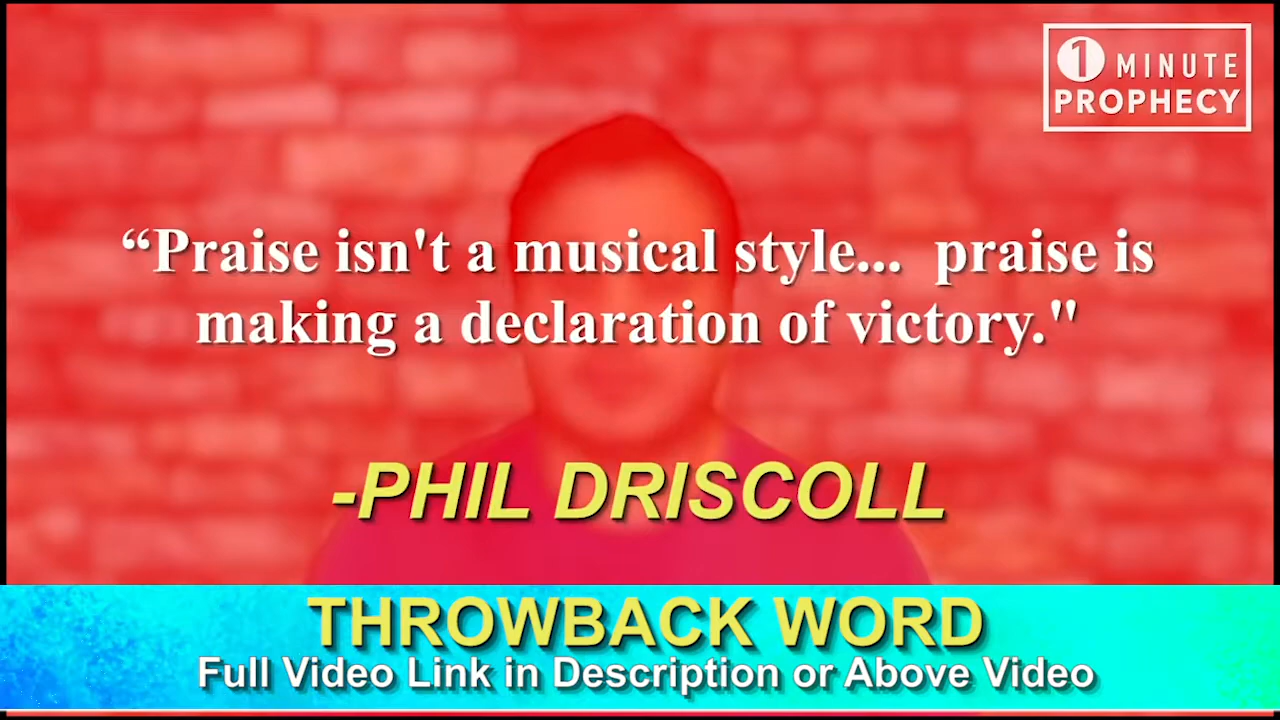 1 MINUTE
PROPHECY
“Praise isn't a musical style...  praise is
making a declaration of victory."
-PHIL DRISCOLL
THROWBACK WORD
Full Video Link in Description or Above Video